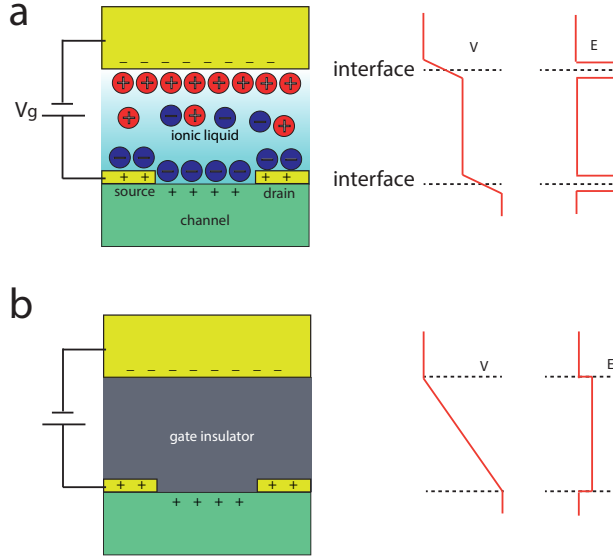 a
V E
interface
Vg
ionic liquid
interface
source drain
channel
b
V E
gate insulator